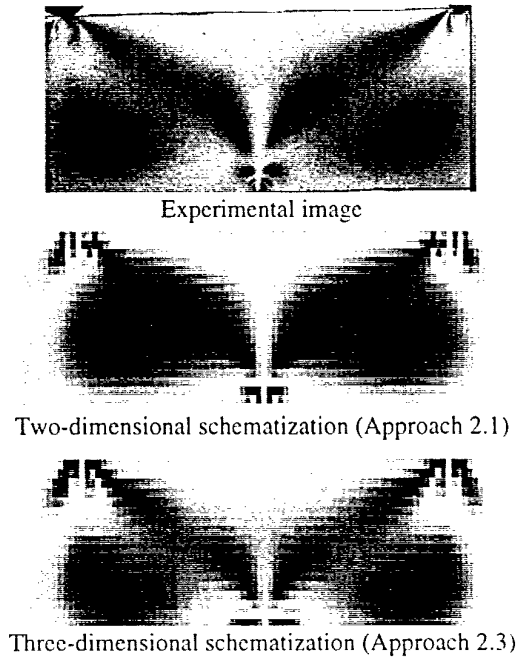 Experimental image
Two-dimensional schematization (Approach 2.1)
Three-dimensional schematization (Approach 2.3)